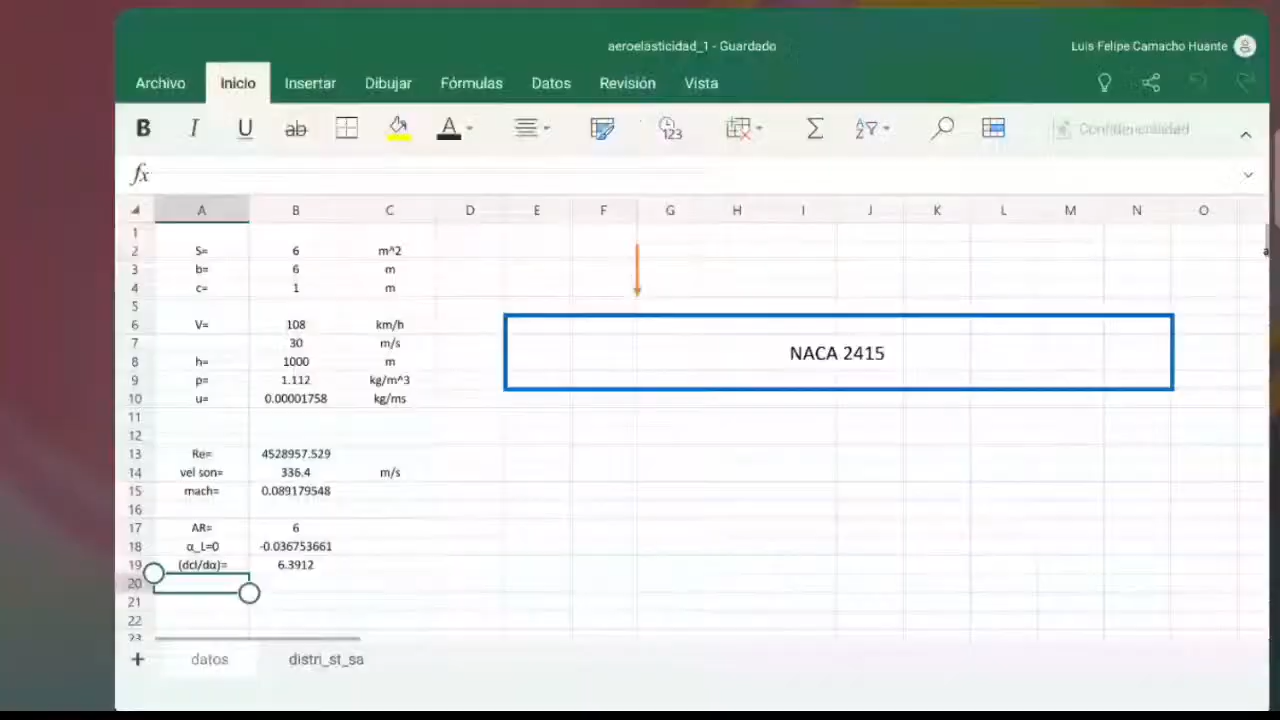 aeroelasticidad_1 - Guardado
Luis Felipe Camacho Huante
Archivo Inicio Insertar Dibujar Fórmulas Datos Revisión Vista
B I U ab A 123 Σ Confidencialidad
fx
A B C D E F G H I J K L M N O
1
2 S= 6 m^2 a
3 b= 6 m
4 c= 1 m
5
6 V= 108 km/h
7 30 m/s NACA 2415
8 h= 1000 m
9 p= 1.112 kg/m^3
10 u= 0.00001758 kg/ms
11
12
13 Re= 4528957.529
14 vel son= 336.4 m/s
15 mach= 0.089179548
16
17 AR= 6
18 α_L=0 -0.036753661
19 (dcl/dα)= 6.3912
20
21
22
23
+ datos distri_st_sa